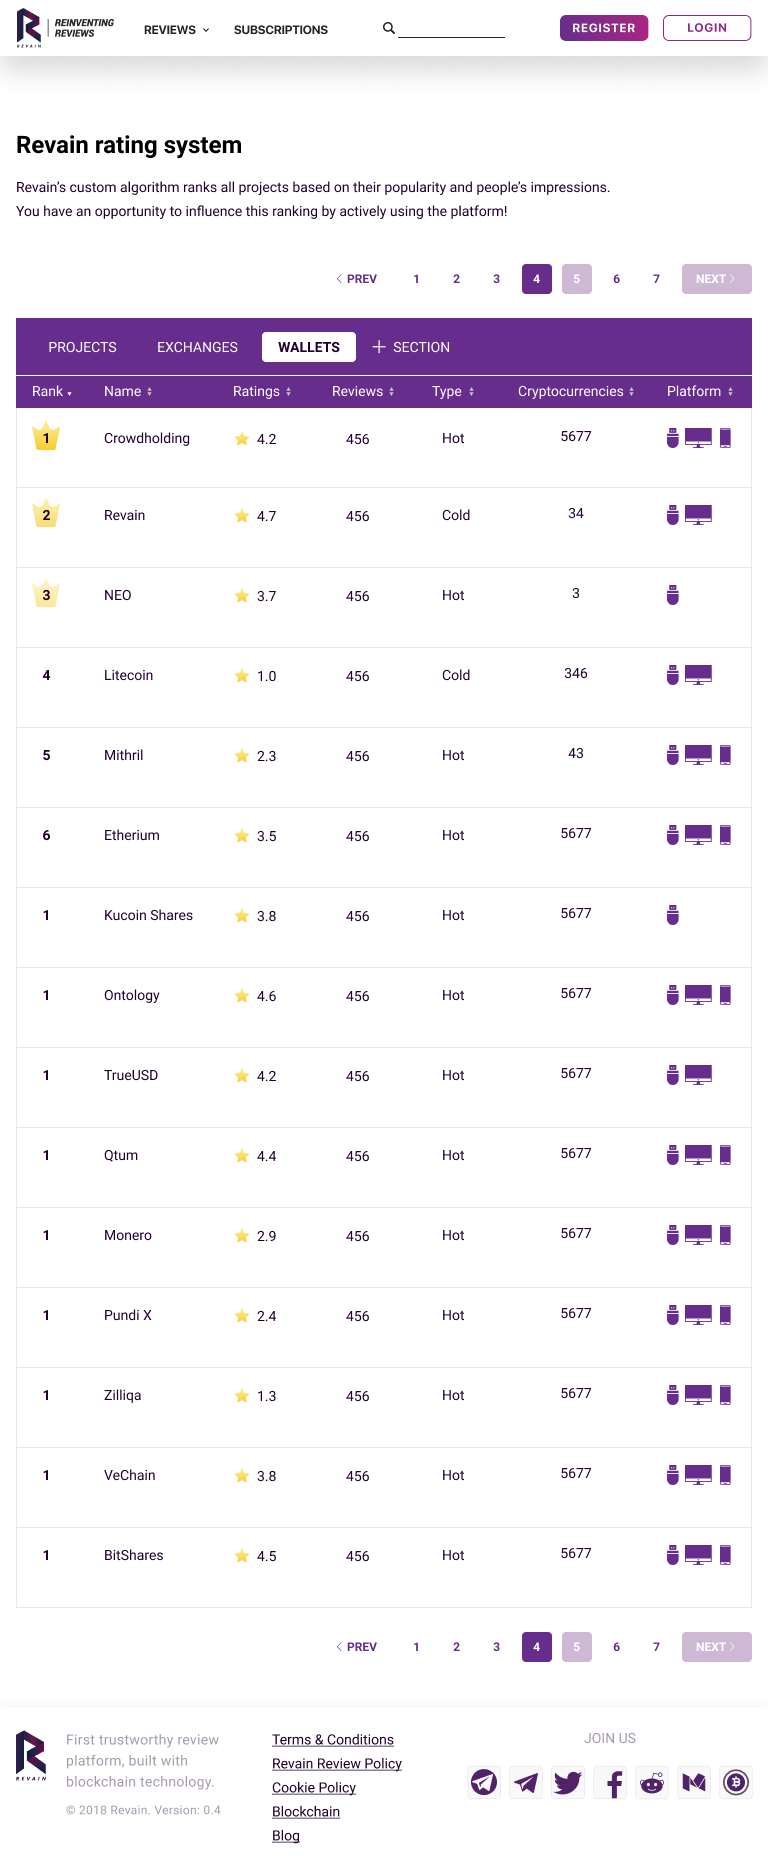 REINVENTING
REVIEWS
REVAIN
REVIEWS SUBSCRIPTIONS REGISTER LOGIN
Revain rating system
Revain's custom algorithm ranks all projects based on their popularity and people's impressions.
You have an opportunity to influence this ranking by actively using the platform!
PREV 1 2 3 4 5 6 7 NEXT
PROJECTS EXCHANGES WALLETS + SECTION
Rank Name Ratings Reviews Type Cryptocurrencies Platform
1 Crowdholding 4.2 456 Hot 5677
2 Revain 4.7 456 Cold 34
3 NEO 3.7 456 Hot 3
4 Litecoin 1.0 456 Cold 346
5 Mithril 2.3 456 Hot 43
6 Etherium 3.5 456 Hot 5677
1 Kucoin Shares 3.8 456 Hot 5677
1 Ontology 4.6 456 Hot 5677
1 TrueUSD 4.2 456 Hot 5677
1 Qtum 4.4 456 Hot 5677
1 Monero 2.9 456 Hot 5677
1 Pundi X 2.4 456 Hot 5677
1 Zilliqa 1.3 456 Hot 5677
1 VeChain 3.8 456 Hot 5677
1 BitShares 4.5 456 Hot 5677
PREV 1 2 3 4 5 6 7 NEXT
REVAIN
First trustworthy review
platform, built with
blockchain technology.
© 2018 Revain. Version: 0.4
Terms & Conditions
Revain Review Policy
Cookie Policy
Blockchain
Blog
JOIN US